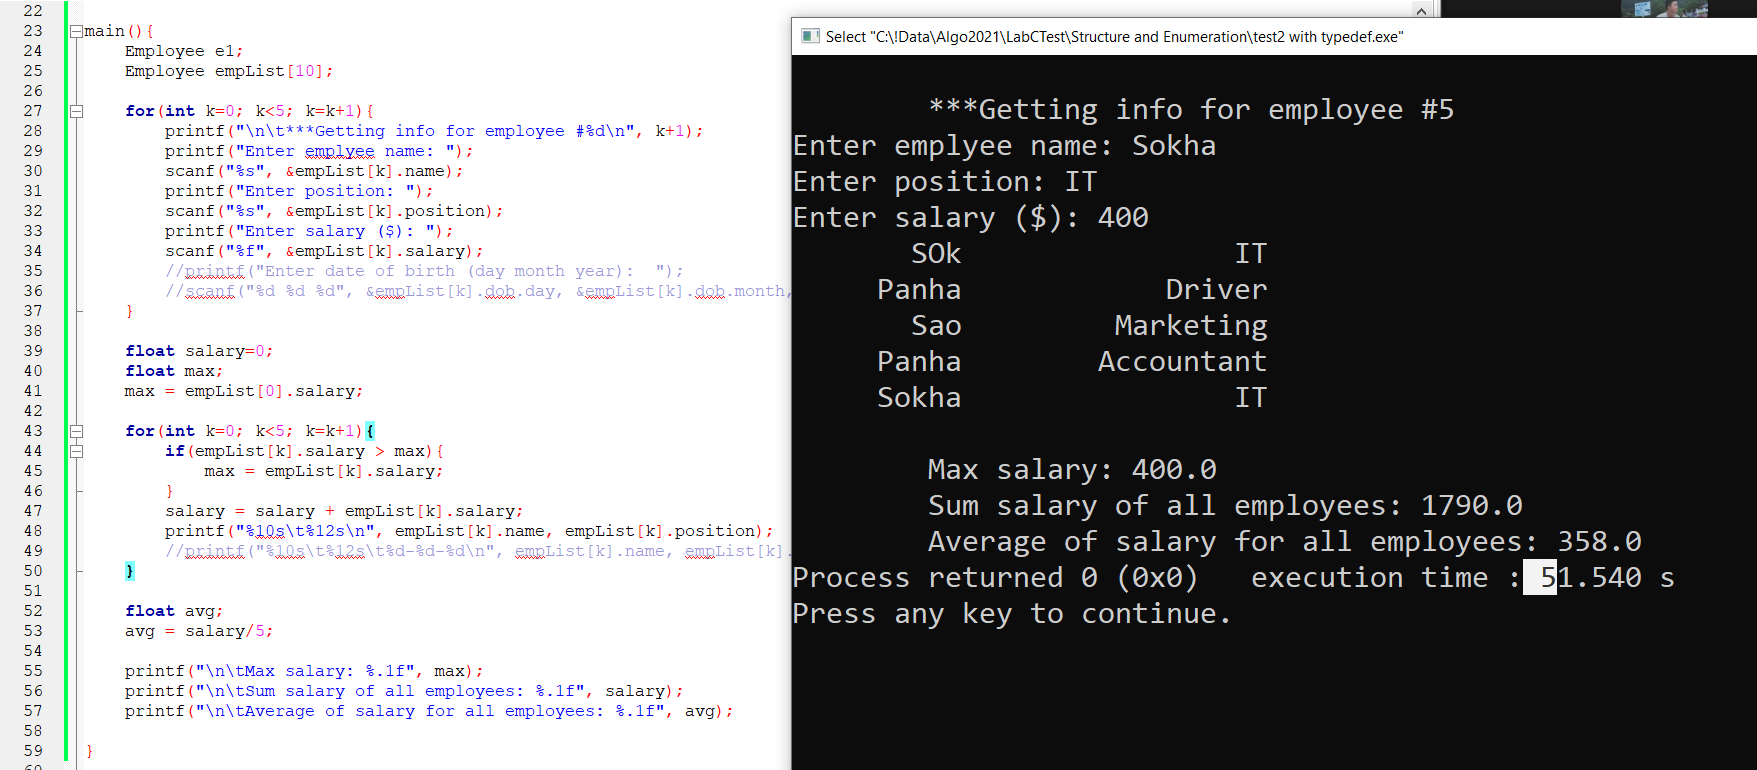 22
23 main(){
24 Employee e1;
25 Employee empList[10];
26
27 for(int k=0; k<5; k=k+1){
28 printf("\n\t***Getting info for employee #%d\n", k+1);
29 printf("Enter emplyee name: ");
30 scanf("%s", &empList[k].name);
31 printf("Enter position: ");
32 scanf("%s", &empList[k].position);
33 printf("Enter salary ($): ");
34 scanf("%f", &empList[k].salary);
35 //printf("Enter date of birth (day month year):  ");
36 //scanf("%d %d %d", &empList[k].dob.day, &empList[k].dob.month,
37 }
38
39 float salary=0;
40 float max;
41 max = empList[0].salary;
42
43 for(int k=0; k<5; k=k+1){
44 if(empList[k].salary > max){
45 max = empList[k].salary;
46 }
47 salary = salary + empList[k].salary;
48 printf("%10s\t%12s\n", empList[k].name, empList[k].position);
49 //printf("%10s\t%12s\t%d-%d-%d\n", empList[k].name, empList[k].
50 }
51
52 float avg;
53 avg = salary/5;
54
55 printf("\n\tMax salary: %.1f", max);
56 printf("\n\tSum salary of all employees: %.1f", salary);
57 printf("\n\tAverage of salary for all employees: %.1f", avg);
58
59 }
Select "C:\!Data\Algo2021\LabCTest\Structure and Enumeration\test2 with typedef.exe"
***Getting info for employee #5
Enter emplyee name: Sokha
Enter position: IT
Enter salary ($): 400
SOk IT
Panha Driver
Sao Marketing
Panha Accountant
Sokha IT
Max salary: 400.0
Sum salary of all employees: 1790.0
Average of salary for all employees: 358.0
Process returned 0 (0x0)   execution time : 51.540 s
Press any key to continue.